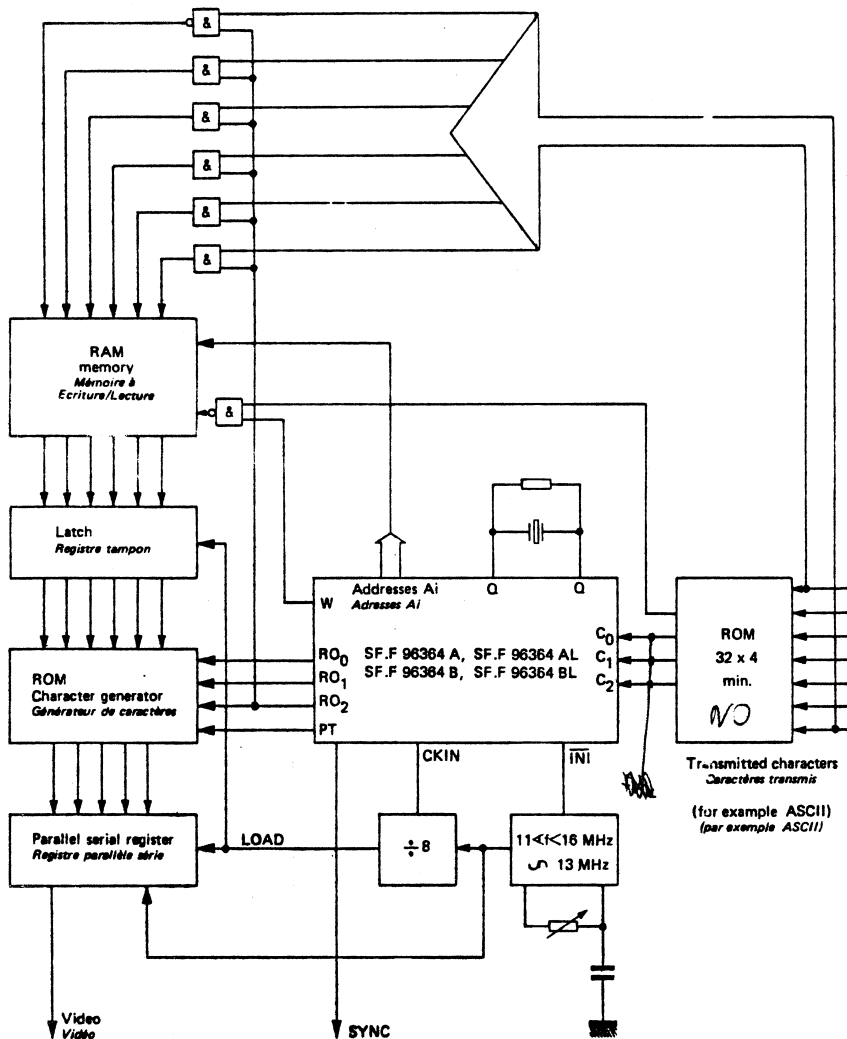 &
&
&
&
&
&
RAM
memory
Mémoire à
Ecriture/Lecture
&
Latch
Registre tampon
Addresses Ai
Adresses Ai
Q
Q
W
C0
C1
C2
RO0
RO1
RO2
PT
SF.F 96364 A, SF.F 96364 AL
SF.F 96364 B, SF.F 96364 BL
ROM
32 x 4
min.
NO
ROM
Character generator
Générateur de caractères
CKIN
INI
Transmitted characters
Caractères transmis
(for example ASCII)
(par exemple ASCII)
Parallel serial register
Registre parallèle série
LOAD
÷ 8
11<f<16 MHz
13 MHz
Video
Vidéo
SYNC